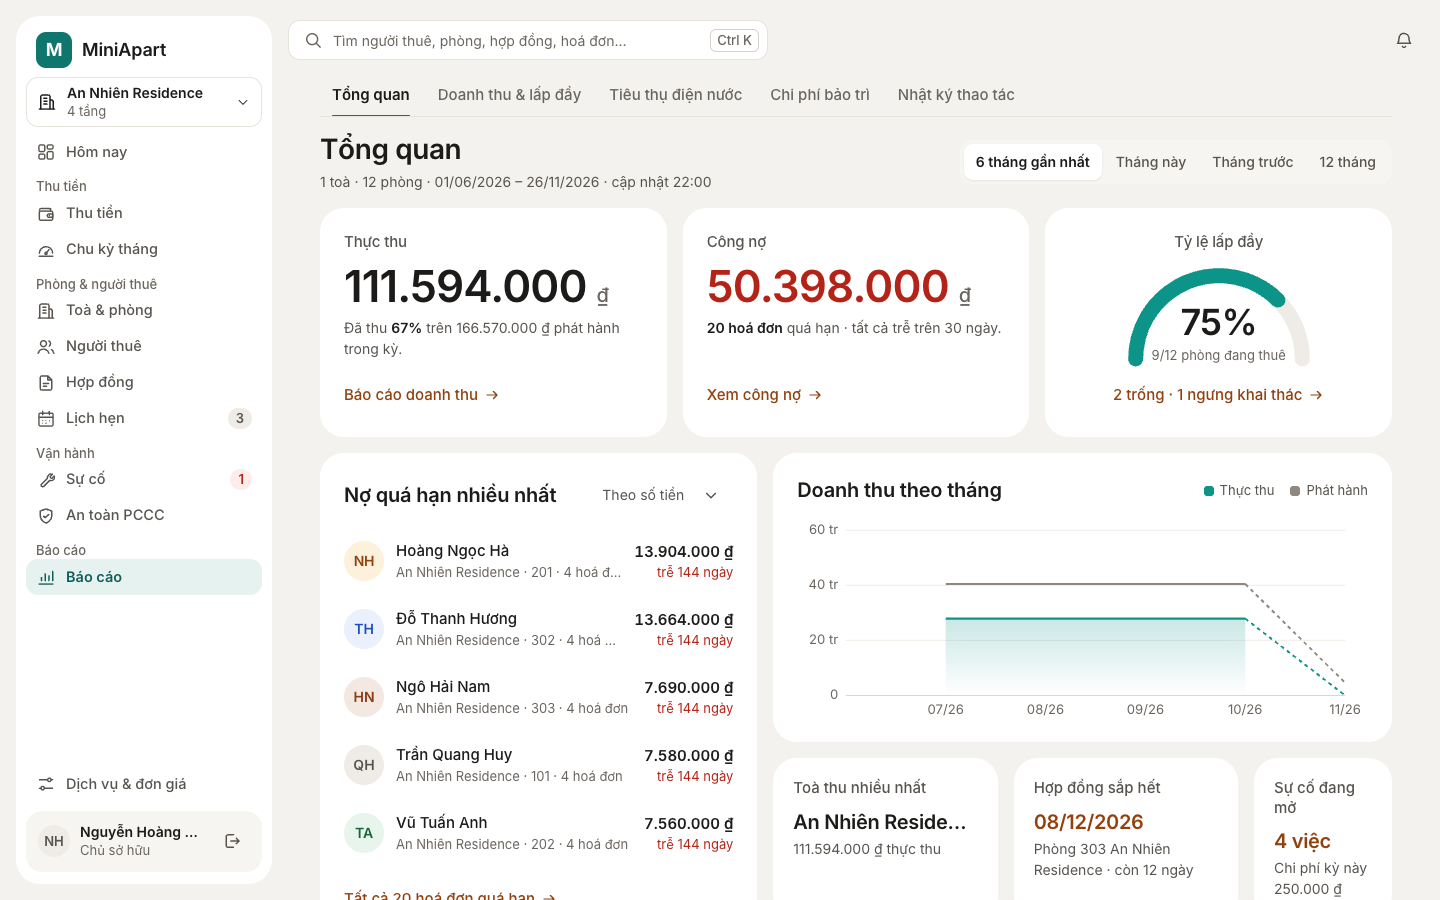 M MiniApart
An Nhiên Residence
4 tầng
Hôm nay
Thu tiền
Thu tiền
Chu kỳ tháng
Phòng & người thuê
Toà & phòng
Người thuê
Hợp đồng
Lịch hẹn 3
Vận hành
Sự cố 1
An toàn PCCC
Báo cáo
Báo cáo
Dịch vụ & đơn giá
NH Nguyễn Hoàng ...
Chủ sở hữu
Tìm người thuê, phòng, hợp đồng, hoá đơn... Ctrl K
Tổng quan Doanh thu & lấp đầy Tiêu thụ điện nước Chi phí bảo trì Nhật ký thao tác
Tổng quan
1 toà · 12 phòng · 01/06/2026 – 26/11/2026 · cập nhật 22:00
6 tháng gần nhất Tháng này Tháng trước 12 tháng
Thực thu
111.594.000 ₫
Đã thu 67% trên 166.570.000 ₫ phát hành
trong kỳ.
Báo cáo doanh thu →
Công nợ
50.398.000 ₫
20 hoá đơn quá hạn · tất cả trễ trên 30 ngày.
Xem công nợ →
Tỷ lệ lấp đầy
75%
9/12 phòng đang thuê
2 trống · 1 ngưng khai thác →
Nợ quá hạn nhiều nhất Theo số tiền
NH Hoàng Ngọc Hà 13.904.000 ₫
An Nhiên Residence · 201 · 4 hoá đ... trễ 144 ngày
TH Đỗ Thanh Hương 13.664.000 ₫
An Nhiên Residence · 302 · 4 hoá ... trễ 144 ngày
HN Ngô Hải Nam 7.690.000 ₫
An Nhiên Residence · 303 · 4 hoá đơn trễ 144 ngày
QH Trần Quang Huy 7.580.000 ₫
An Nhiên Residence · 101 · 4 hoá đơn trễ 144 ngày
TA Vũ Tuấn Anh 7.560.000 ₫
An Nhiên Residence · 202 · 4 hoá đơn trễ 144 ngày
Tất cả 20 hoá đơn quá hạn →
Doanh thu theo tháng Thực thu Phát hành
60 tr
40 tr
20 tr
0
07/26 08/26 09/26 10/26 11/26
Toà thu nhiều nhất
An Nhiên Reside...
111.594.000 ₫ thực thu
Hợp đồng sắp hết
08/12/2026
Phòng 303 An Nhiên
Residence · còn 12 ngày
Sự cố đang
mở
4 việc
Chi phí kỳ này
250.000 ₫